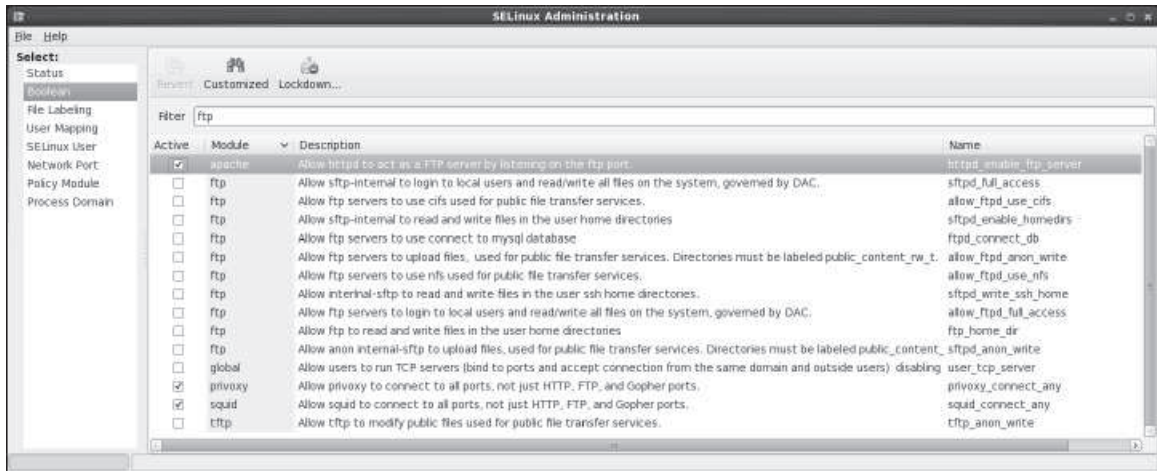 SELinux Administration
File Help
Select:
Status
Boolean
File Labeling
User Mapping
SELinux User
Network Port
Policy Module
Process Domain
Revert Customized Lockdown...
Filter ftp
Active Module Description Name
apache Allow httpd to act as a FTP server by listening on the ftp port. httpd_enable_ftp_server
ftp Allow sftp-internal to login to local users and read/write all files on the system, governed by DAC. sftpd_full_access
ftp Allow ftp servers to use cifs used for public file transfer services. allow_ftpd_use_cifs
ftp Allow sftp-internal to read and write files in the user home directories sftpd_enable_homedirs
ftp Allow ftp servers to use connect to mysql database ftpd_connect_db
ftp Allow ftp servers to upload files, used for public file transfer services. Directories must be labeled public_content_rw_t. allow_ftpd_anon_write
ftp Allow ftp servers to use nfs used for public file transfer services. allow_ftpd_use_nfs
ftp Allow interlnal-sftp to read and write files in the user ssh home directories. sftpd_write_ssh_home
ftp Allow ftp servers to login to local users and read/write all files on the system, governed by DAC. allow_ftpd_full_access
ftp Allow ftp to read and write files in the user home directories ftp_home_dir
ftp Allow anon internal-sftp to upload files, used for public file transfer services. Directories must be labeled public_content_ sftpd_anon_write
global Allow users to run TCP servers (bind to ports and accept connection from the same domain and outside users) disabling user_tcp_server
privoxy Allow privoxy to connect to all ports, not just HTTP, FTP, and Gopher ports. privoxy_connect_any
squid Allow squid to connect to all ports, not just HTTP, FTP, and Gopher ports. squid_connect_any
tftp Allow tftp to modify public files used for public file transfer services. tftp_anon_write